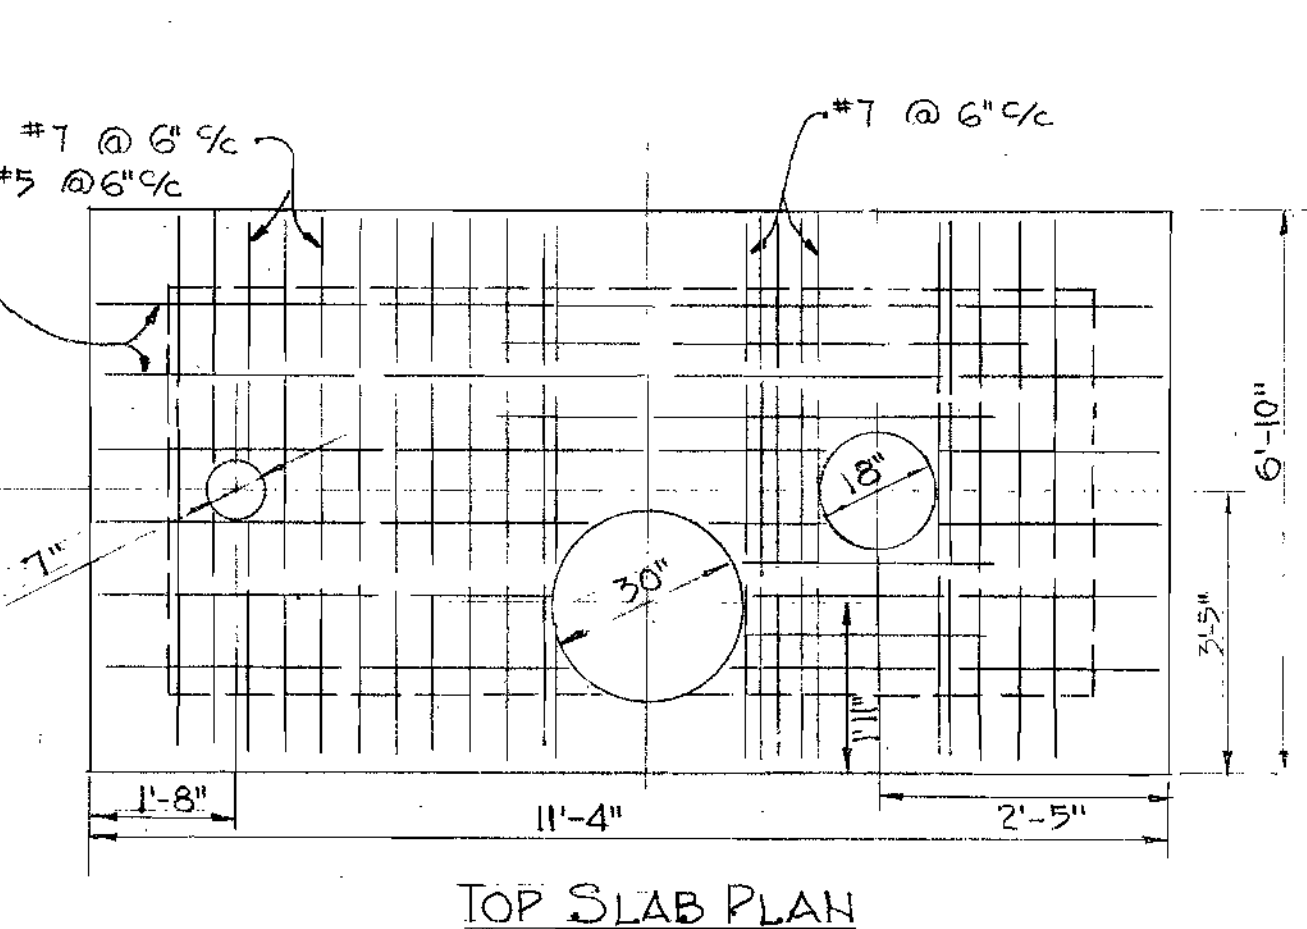 #7 @ 6" c/c
#7 @ 6" c/c
#5 @ 6" c/c
6'-10"
18"
7"
30"
3'-5"
1'11"
1'-8"
11'-4"
2'-5"
TOP SLAB PLAN